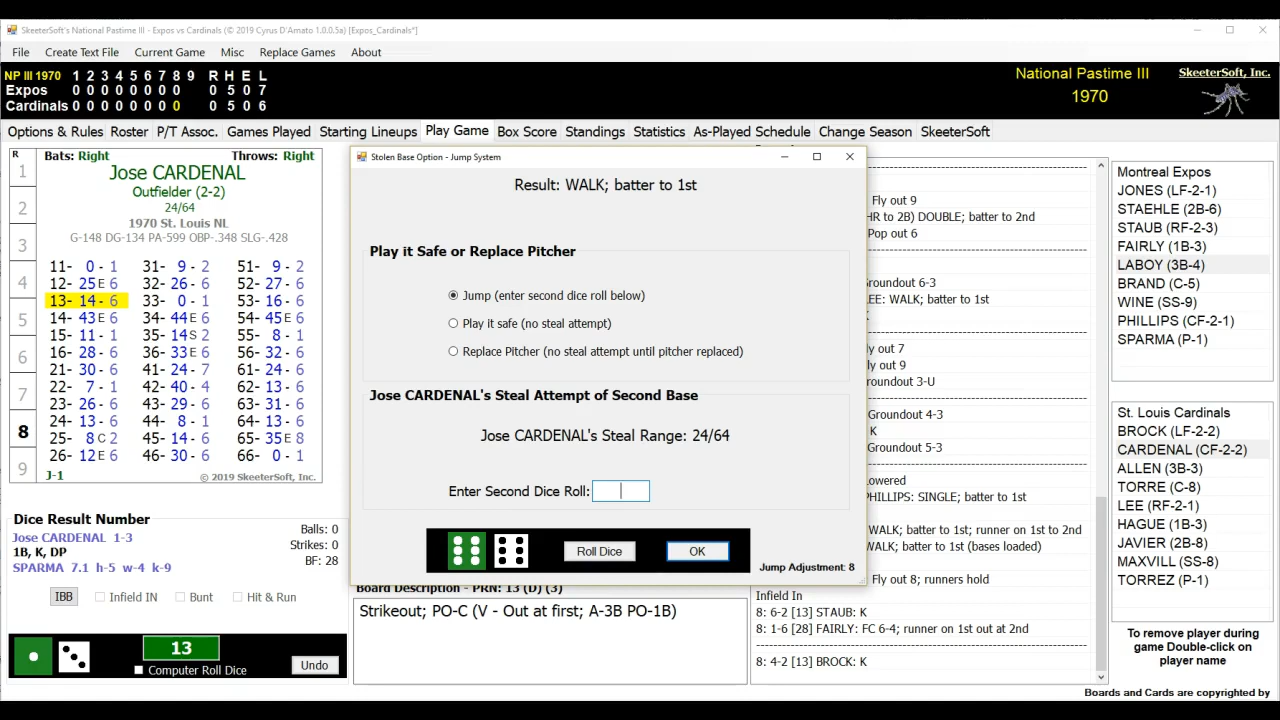 SkeeterSoft's National Pastime III - Expos vs Cardinals (© 2019 Cyrus D'Amato 1.0.0.5a) [Expos_Cardinals*]
File Create Text File Current Game Misc Replace Games About
NP III 1970 1 2 3 4 5 6 7 8 9 R H E L
Expos 0 0 0 0 0 0 0 0 0 5 0 7
Cardinals 0 0 0 0 0 0 0 0 0 5 0 6
National Pastime III
1970
SkeeterSoft, Inc.
Options & Rules Roster P/T Assoc. Games Played Starting Lineups Play Game Box Score Standings Statistics As-Played Schedule Change Season SkeeterSoft
R
1
2
3
4
5
6
7
8
9
Bats: Right Throws: Right
Jose CARDENAL
Outfielder (2-2)
24/64
1970 St. Louis NL
G-148 DG-134 PA-599 OBP-.348 SLG-.428
11- 0 - 1 31- 9 - 2 51- 9 - 2
12- 25 E 6 32- 26 - 6 52- 27 - 6
13- 14 - 6 33- 0 - 1 53- 16 - 6
14- 43 E 6 34- 44 E 6 54- 45 E 6
15- 11 - 1 35- 14 S 2 55- 8 - 1
16- 28 - 6 36- 33 E 6 56- 32 - 6
21- 30 - 6 41- 24 - 7 61- 24 - 6
22- 7 - 1 42- 40 - 4 62- 13 - 6
23- 26 - 6 43- 29 - 6 63- 31 - 6
24- 13 - 6 44- 8 - 1 64- 13 - 6
25- 8 C 2 45- 14 - 6 65- 35 E 8
26- 12 E 6 46- 30 - 6 66- 0 - 1
J-1 © 2019 SkeeterSoft, Inc.
Dice Result Number
Jose CARDENAL 1-3
1B, K, DP
SPARMA 7.1 h-5 w-4 k-9
Balls: 0
Strikes: 0
BF: 28
IBB Infield IN Bunt Hit & Run
13
Computer Roll Dice
Undo
Stolen Base Option - Jump System
Result: WALK; batter to 1st
Play it Safe or Replace Pitcher
Jump (enter second dice roll below)
Play it safe (no steal attempt)
Replace Pitcher (no steal attempt until pitcher replaced)
Jose CARDENAL's Steal Attempt of Second Base
Jose CARDENAL's Steal Range: 24/64
Enter Second Dice Roll:
Roll Dice OK
Jump Adjustment: 8
Board Description - PRN: 13 (D) (3)
Strikeout; PO-C (V - Out at first; A-3B PO-1B)
Fly out 9
HR to 2B) DOUBLE; batter to 2nd
Pop out 6
roundout 6-3
LEE: WALK; batter to 1st
K
ly out 7
ly out 9
roundout 3-U
Groundout 4-3
K
Groundout 5-3
owered
PHILLIPS: SINGLE; batter to 1st
WALK; batter to 1st; runner on 1st to 2nd
WALK; batter to 1st (bases loaded)
Fly out 8; runners hold
Infield In
8: 6-2 [13] STAUB: K
8: 1-6 [28] FAIRLY: FC 6-4; runner on 1st out at 2nd
8: 4-2 [13] BROCK: K
Montreal Expos
JONES (LF-2-1)
STAEHLE (2B-6)
STAUB (RF-2-3)
FAIRLY (1B-3)
LABOY (3B-4)
BRAND (C-5)
WINE (SS-9)
PHILLIPS (CF-2-1)
SPARMA (P-1)
St. Louis Cardinals
BROCK (LF-2-2)
CARDENAL (CF-2-2)
ALLEN (3B-3)
TORRE (C-8)
LEE (RF-2-1)
HAGUE (1B-3)
JAVIER (2B-8)
MAXVILL (SS-8)
TORREZ (P-1)
To remove player during
game Double-click on
player name
Boards and Cards are copyrighted by